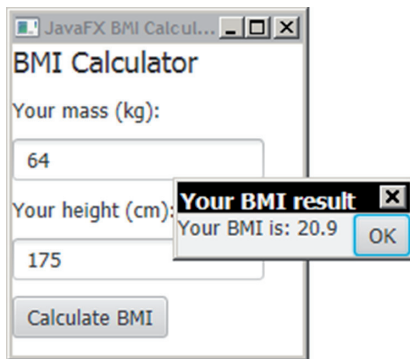 JavaFX BMI Calcul...
BMI Calculator
Your mass (kg):
64
Your height (cm):
175
Calculate BMI
Your BMI result
Your BMI is: 20.9
OK